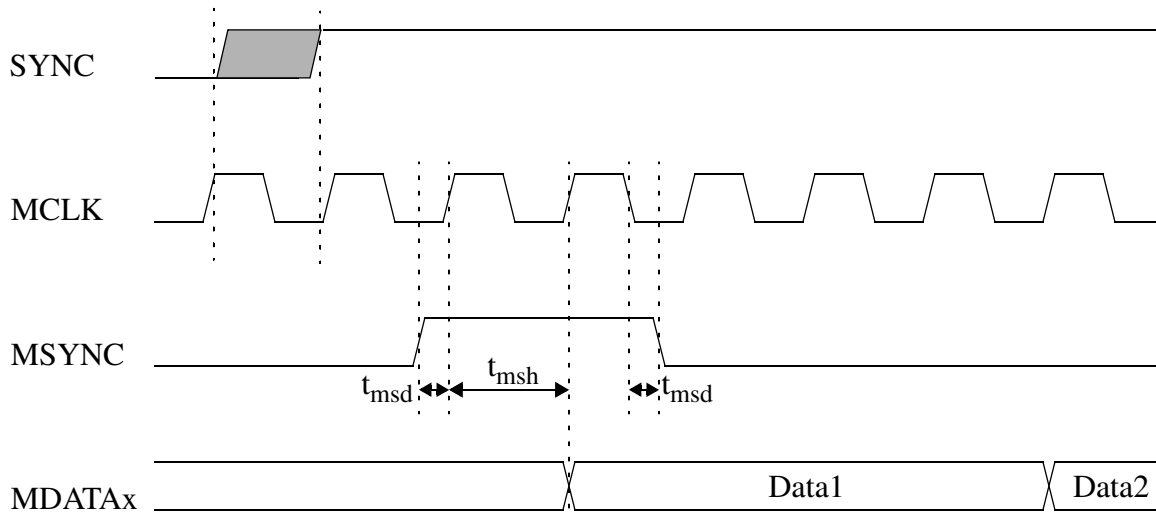 SYNC
MCLK
MSYNC
tmsd
tmsh
tmsd
MDATAx
Data1
Data2